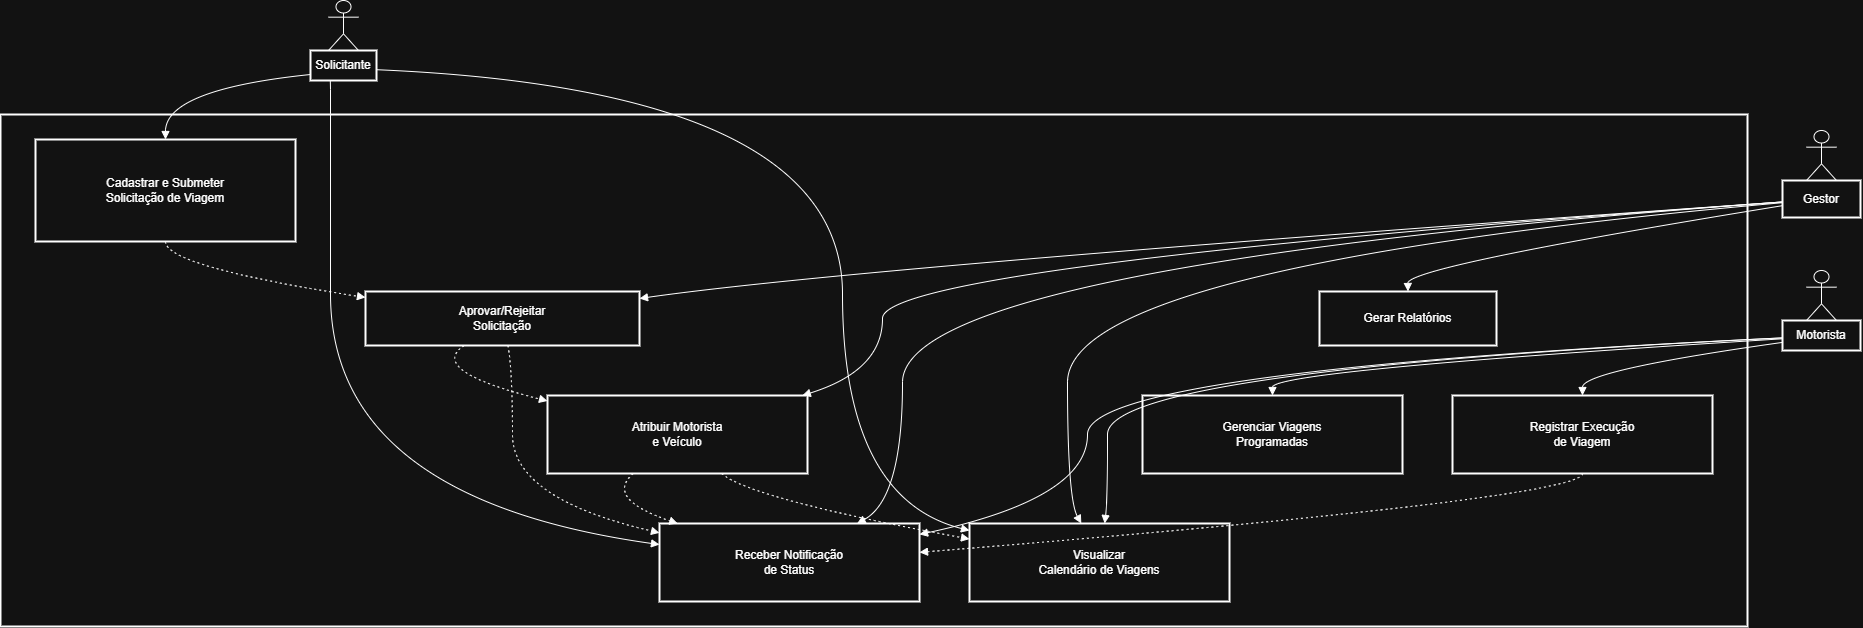 Solicitante
Cadastrar e Submeter
Solicitação de Viagem
Gestor
Aprovar/Rejeitar
Solicitação
Gerar Relatórios
Motorista
Atribuir Motorista
e Veículo
Gerenciar Viagens
Programadas
Registrar Execução
de Viagem
Receber Notificação
de Status
Visualizar
Calendário de Viagens